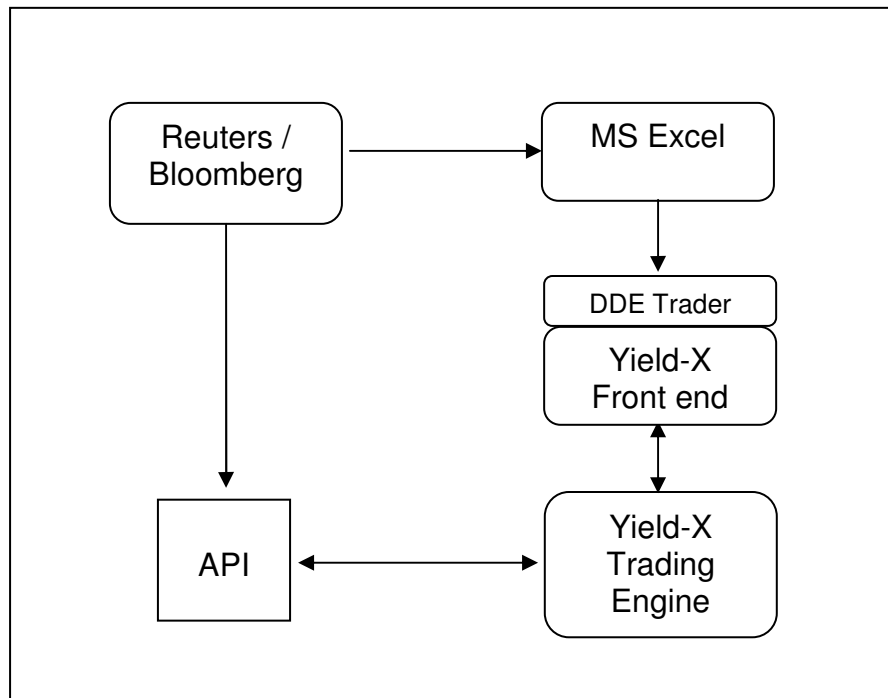 Reuters /
Bloomberg
MS Excel
DDE Trader
Yield-X
Front end
API
Yield-X
Trading
Engine